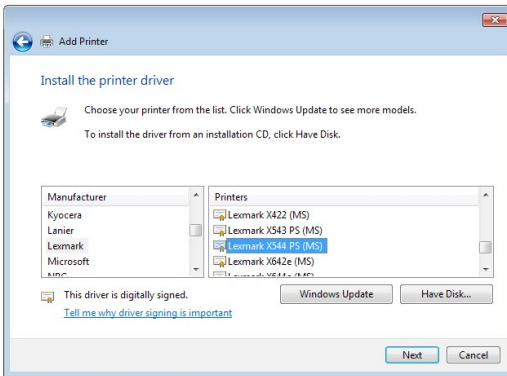 Add Printer
Install the printer driver
Choose your printer from the list. Click Windows Update to see more models.
To install the driver from an installation CD, click Have Disk.
Manufacturer
Kyocera
Lanier
Lexmark
Microsoft
Printers
Lexmark X422 (MS)
Lexmark X543 PS (MS)
Lexmark X544 PS (MS)
Lexmark X642e (MS)
This driver is digitally signed.
Tell me why driver signing is important
Windows Update
Have Disk...
Next
Cancel